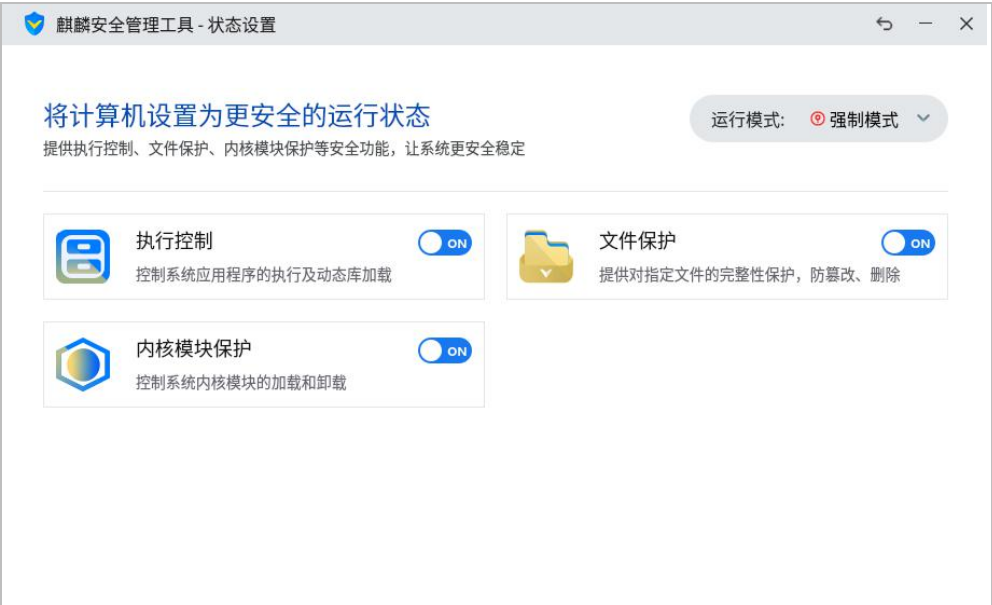 麒麟安全管理工具 - 状态设置
将计算机设置为更安全的运行状态
提供执行控制、文件保护、内核模块保护等安全功能，让系统更安全稳定
运行模式: 强制模式
执行控制 ON
控制系统应用程序的执行及动态库加载
文件保护 ON
提供对指定文件的完整性保护，防篡改、删除
内核模块保护 ON
控制系统内核模块的加载和卸载